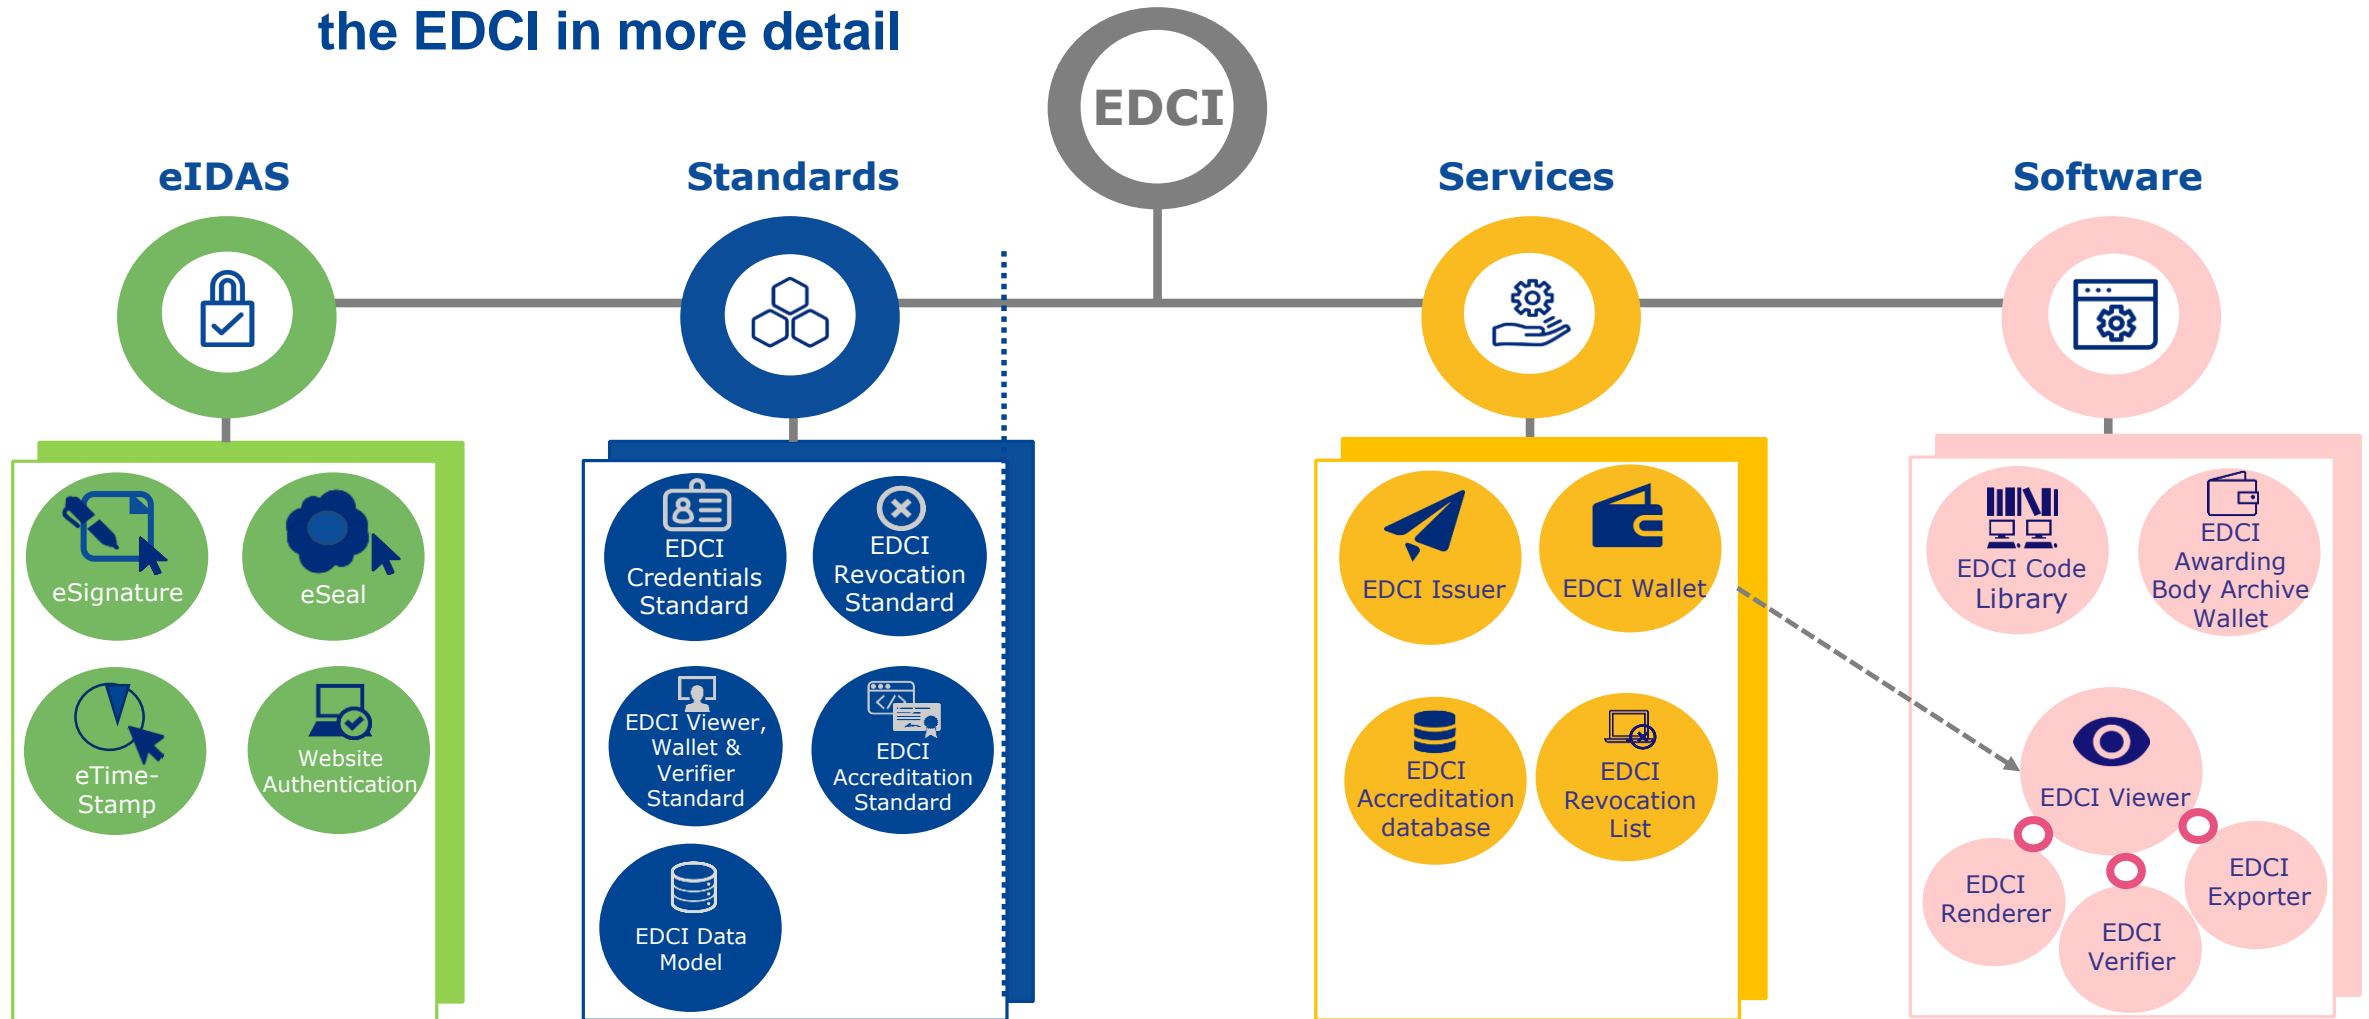 the EDCI in more detail
EDCI
eIDAS
Standards
Services
Software
eSignature
eSeal
eTime-
Stamp
Website
Authentication
EDCI
Credentials
Standard
EDCI
Revocation
Standard
EDCI Viewer,
Wallet &
Verifier
Standard
EDCI
Accreditation
Standard
EDCI Data
Model
EDCI Issuer
EDCI Wallet
EDCI
Accreditation
database
EDCI
Revocation
List
EDCI Code
Library
EDCI
Awarding
Body Archive
Wallet
EDCI Viewer
EDCI
Renderer
EDCI
Verifier
EDCI
Exporter